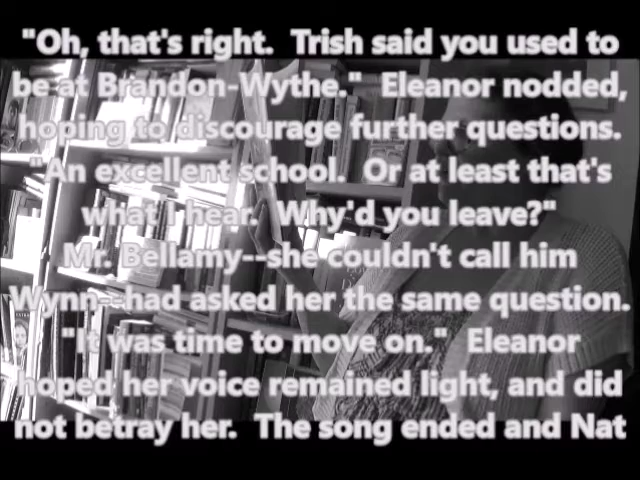 "Oh, that's right.  Trish said you used to
be at Brandon-Wythe."  Eleanor nodded,
hoping to discourage further questions.
"An excellent school.  Or at least that's
what I hear.  Why'd you leave?"
Mr. Bellamy--she couldn't call him
Wynn--had asked her the same question.
"It was time to move on."  Eleanor
hoped her voice remained light, and did
not betray her.  The song ended and Nat